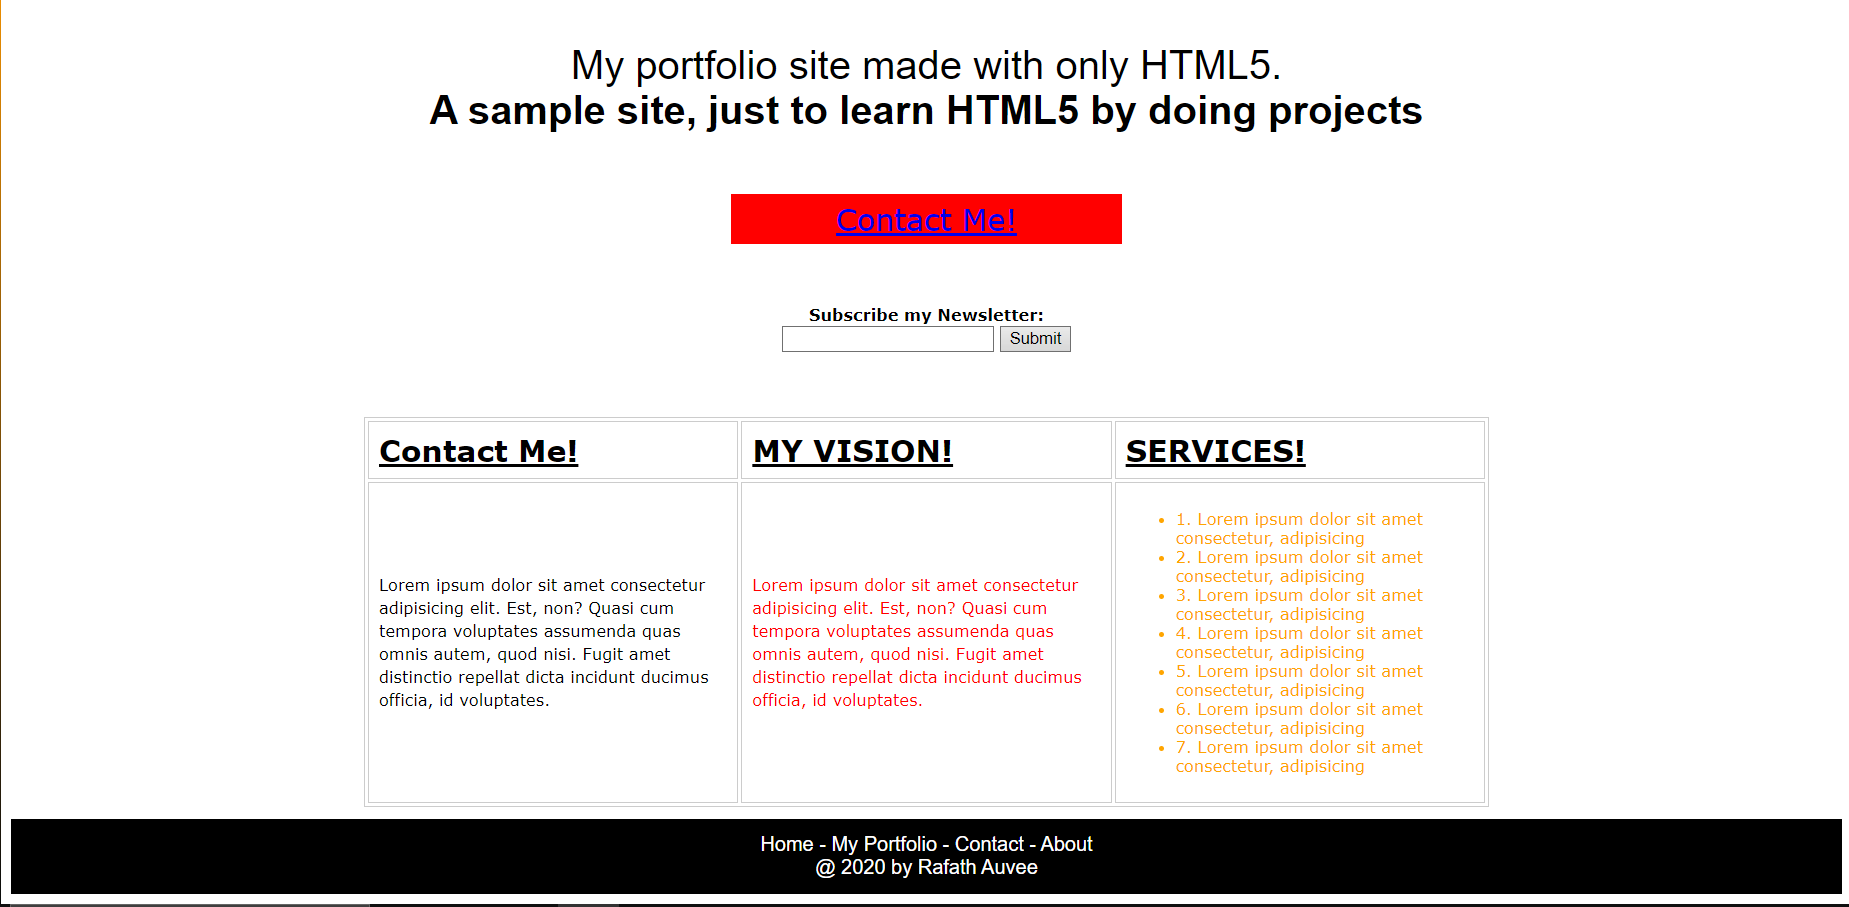 My portfolio site made with only HTML5.
A sample site, just to learn HTML5 by doing projects
Contact Me!
Subscribe my Newsletter:
Submit
Contact Me!
MY VISION!
SERVICES!
Lorem ipsum dolor sit amet consectetur
adipisicing elit. Est, non? Quasi cum
tempora voluptates assumenda quas
omnis autem, quod nisi. Fugit amet
distinctio repellat dicta incidunt ducimus
officia, id voluptates.
Lorem ipsum dolor sit amet consectetur
adipisicing elit. Est, non? Quasi cum
tempora voluptates assumenda quas
omnis autem, quod nisi. Fugit amet
distinctio repellat dicta incidunt ducimus
officia, id voluptates.
• 1. Lorem ipsum dolor sit amet
consectetur, adipisicing
• 2. Lorem ipsum dolor sit amet
consectetur, adipisicing
• 3. Lorem ipsum dolor sit amet
consectetur, adipisicing
• 4. Lorem ipsum dolor sit amet
consectetur, adipisicing
• 5. Lorem ipsum dolor sit amet
consectetur, adipisicing
• 6. Lorem ipsum dolor sit amet
consectetur, adipisicing
• 7. Lorem ipsum dolor sit amet
consectetur, adipisicing
Home - My Portfolio - Contact - About
@ 2020 by Rafath Auvee